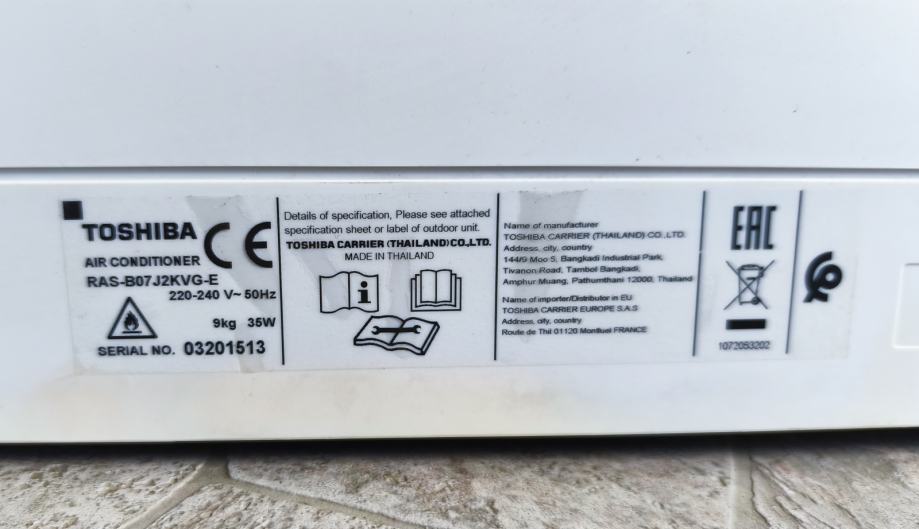 TOSHIBA
CE
AIR CONDITIONER
RAS-B07J2KVG-E
220-240 V~ 50Hz
9kg 35W
SERIAL NO. 03201513
Details of specification, Please see attached
specification sheet or label of outdoor unit.
TOSHIBA CARRIER (THAILAND) CO.,LTD.
MADE IN THAILAND
i
Name of manufacturer
TOSHIBA CARRIER (THAILAND) CO.,LTD.
Address, city, country
144/9 Moo 5, Bangkadi Industrial Park,
Tivanon Road, Tambol Bangkadi,
Amphur Muang, Pathumthani 12000, Thailand
Name of importer/Distributor in EU
TOSHIBA CARRIER EUROPE S.A.S
Address, city, country
Route de Thil 01120 Montluel FRANCE
EAC
1072053202